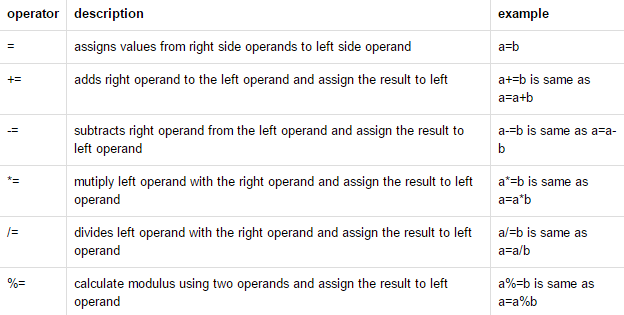 operator description example
= assigns values from right side operands to left side operand a=b
+= adds right operand to the left operand and assign the result to left a+=b is same as
a=a+b
-= subtracts right operand from the left operand and assign the result to a-=b is same as a=a-
left operand b
*= mutiply left operand with the right operand and assign the result to left a*=b is same as
operand a=a*b
/= divides left operand with the right operand and assign the result to left a/=b is same as
operand a=a/b
%= calculate modulus using two operands and assign the result to left a%=b is same as
operand a=a%b